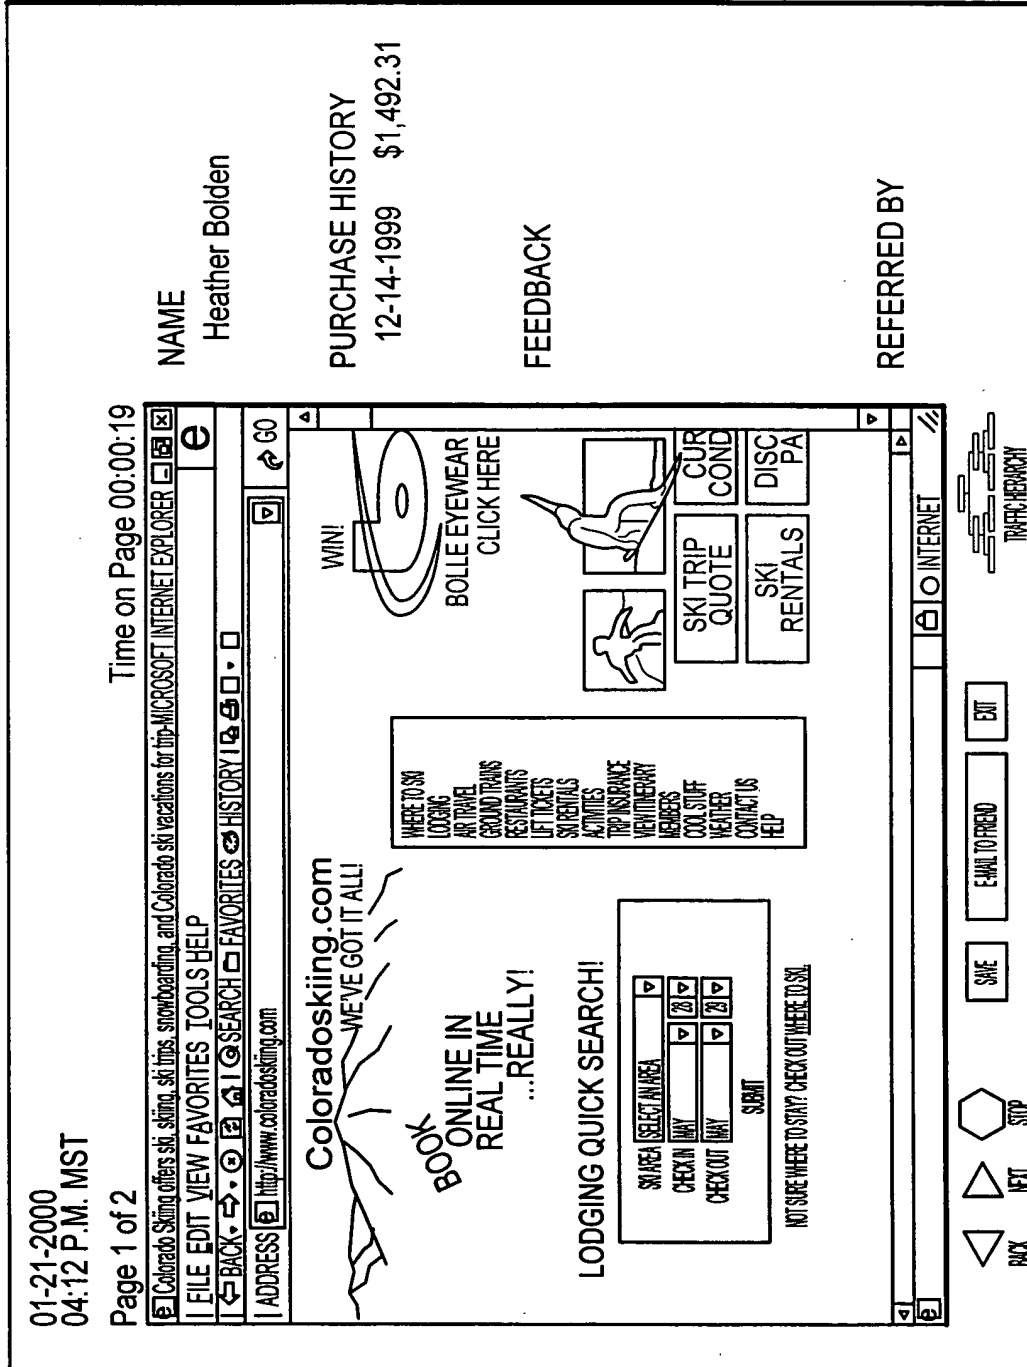 01-21-2000
04:12 P.M. MST
Page 1 of 2
Time on Page 00:00:19
Colorado Skiing offers ski, skiing, ski trips, snowboarding, and Colorado ski vacations for trip-MICROSOFT INTERNET EXPLORER
EILE EDIT VIEW FAVORITES TOOLS HELP
BACK SEARCH FAVORITES HISTORY
ADDRESS http://www.coloradoskiing.com GO
Coloradoskiing.com
WE'VE GOT IT ALL!
BOOK
ONLINE IN
REAL TIME
...REALLY!
LODGING QUICK SEARCH!
SKI AREA SELECT AN AREA
CHECK IN MAY 28
CHECK OUT MAY 29
SUBMIT
NOT SURE WHERE TO STAY? CHECK OUT WHERE TO SKI.
WHERE TO SKI
LODGING
AIR TRAVEL
GROUND TRAINS
RESTAURANTS
LIFT TICKETS
SKI RENTALS
ACTIVITIES
TRIP INSURANCE
VIEW ITINERARY
MEMBERS
COOL STUFF
WEATHER
CONTACT US
HELP
WIN!
BOLLE EYEWEAR
CLICK HERE
SKI TRIP
QUOTE
CUR
COND
SKI
RENTALS
DISC
PA
INTERNET
NAME
Heather Bolden
PURCHASE HISTORY
12-14-1999 $1,492.31
FEEDBACK
REFERRED BY
BACK
NEXT
STOP
SAVE
E-MAIL TO FRIEND
EXIT
TRAFFIC HIERARCHY